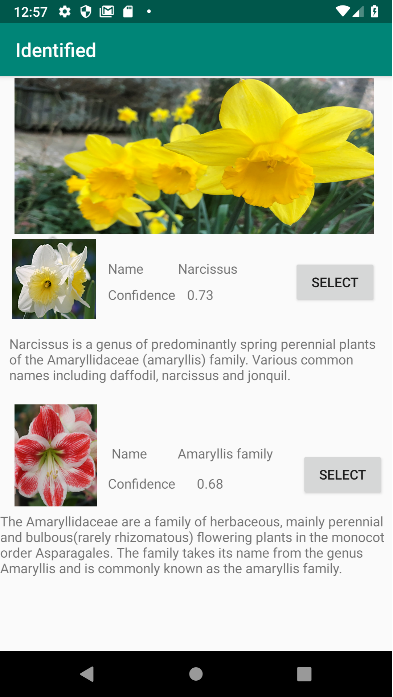 12:57
Identified
Name Narcissus
Confidence 0.73
SELECT
Narcissus is a genus of predominantly spring perennial plants
of the Amaryllidaceae (amaryllis) family. Various common
names including daffodil, narcissus and jonquil.
Name Amaryllis family
Confidence 0.68
SELECT
The Amaryllidaceae are a family of herbaceous, mainly perennial
and bulbous(rarely rhizomatous) flowering plants in the monocot
order Asparagales. The family takes its name from the genus
Amaryllis and is commonly known as the amaryllis family.